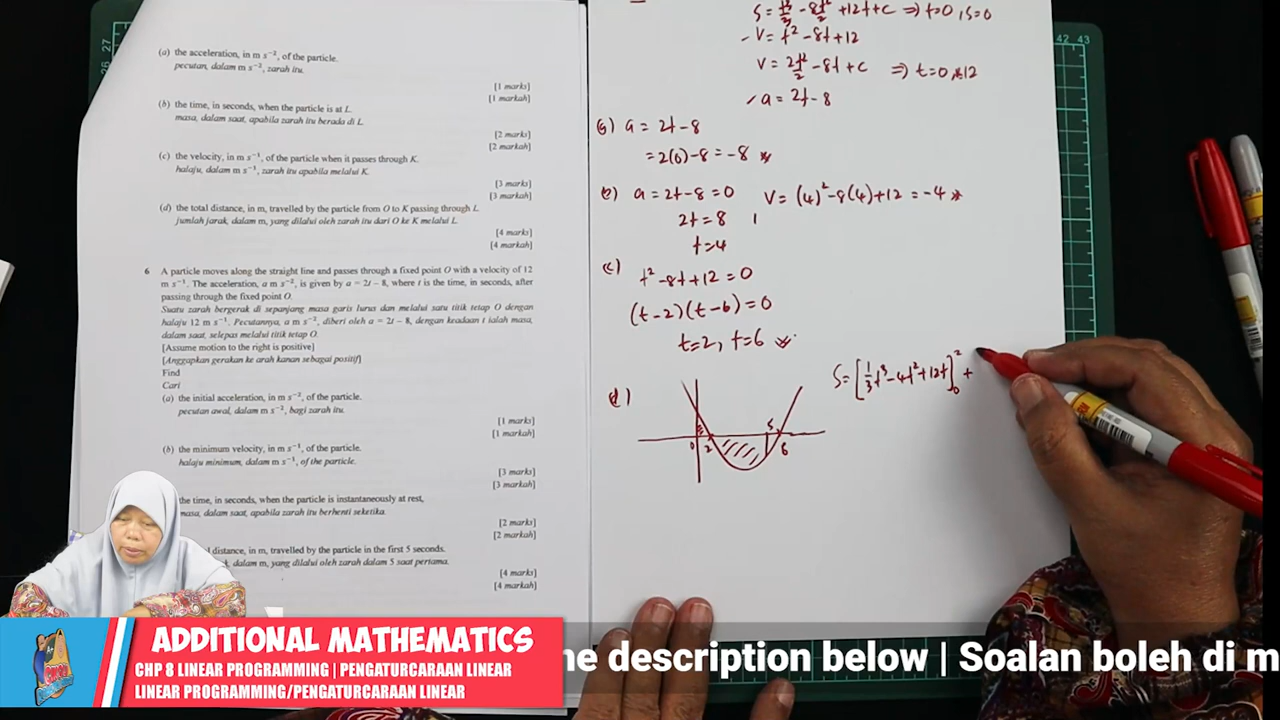 (a) the acceleration, in m s⁻², of the particle.
pecutan, dalam m s⁻², zarah itu.
[1 marks]
[1 markah]
(b) the time, in seconds, when the particle is at L.
masa, dalam saat, apabila zarah itu berada di L.
[2 marks]
[2 markah]
(c) the velocity, in m s⁻¹, of the particle when it passes through K.
halaju, dalam m s⁻¹, zarah itu apabila melalui K.
[3 marks]
[3 markah]
(d) the total distance, in m, travelled by the particle from O to K passing through L.
jumlah jarak, dalam m, yang dilalui oleh zarah itu dari O ke K melalui L.
[4 marks]
[4 markah]
6 A particle moves along the straight line and passes through a fixed point O with a velocity of 12
m s⁻¹. The acceleration, a m s⁻², is given by a = 2t – 8, where t is the time, in seconds, after
passing through the fixed point O.
Suatu zarah bergerak di sepanjang masa garis lurus dan melalui satu titik tetap O dengan
halaju 12 m s⁻¹. Pecutannya, a m s⁻², diberi oleh a = 2t – 8, dengan keadaan t ialah masa,
dalam saat, selepas melalui titik tetap O.
[Assume motion to the right is positive]
[Anggapkan gerakan ke arah kanan sebagai positif]
Find
Cari
(a) the initial acceleration, in m s⁻², of the particle.
pecutan awal, dalam m s⁻², bagi zarah itu.
[1 marks]
[1 markah]
(b) the minimum velocity, in m s⁻¹, of the particle.
halaju minimum, dalam m s⁻¹, of the particle.
[3 marks]
[3 markah]
the time, in seconds, when the particle is instantaneously at rest,
masa, dalam saat, apabila zarah itu berhenti seketika.
[2 marks]
[2 markah]
distance, in m, travelled by the particle in the first 5 seconds.
dalam m, yang dilalui oleh zarah dalam 5 saat pertama.
[4 marks]
[4 markah]
S = t³/3 - 8t²/2 + 12t + c ⇒ t=0, s=0
V = t² - 8t + 12
V = 2t²/2 - 8t + c ⇒ t=0, 12
a = 2t - 8
(a) a = 2t - 8
= 2(0) - 8 = -8
(b) a = 2t - 8 = 0 V = (4)² - 8(4) + 12 = -4
2t = 8
t = 4
(c) t² - 8t + 12 = 0
(t-2)(t-6) = 0
t=2, t=6
d) S = [1/3 t³ - 4t² + 12t]₀² +
0 2 5 6
ADDITIONAL MATHEMATICS
CHP 8 LINEAR PROGRAMMING | PENGATURCARAAN LINEAR
LINEAR PROGRAMMING/PENGATURCARAAN LINEAR
description below | Soalan boleh di